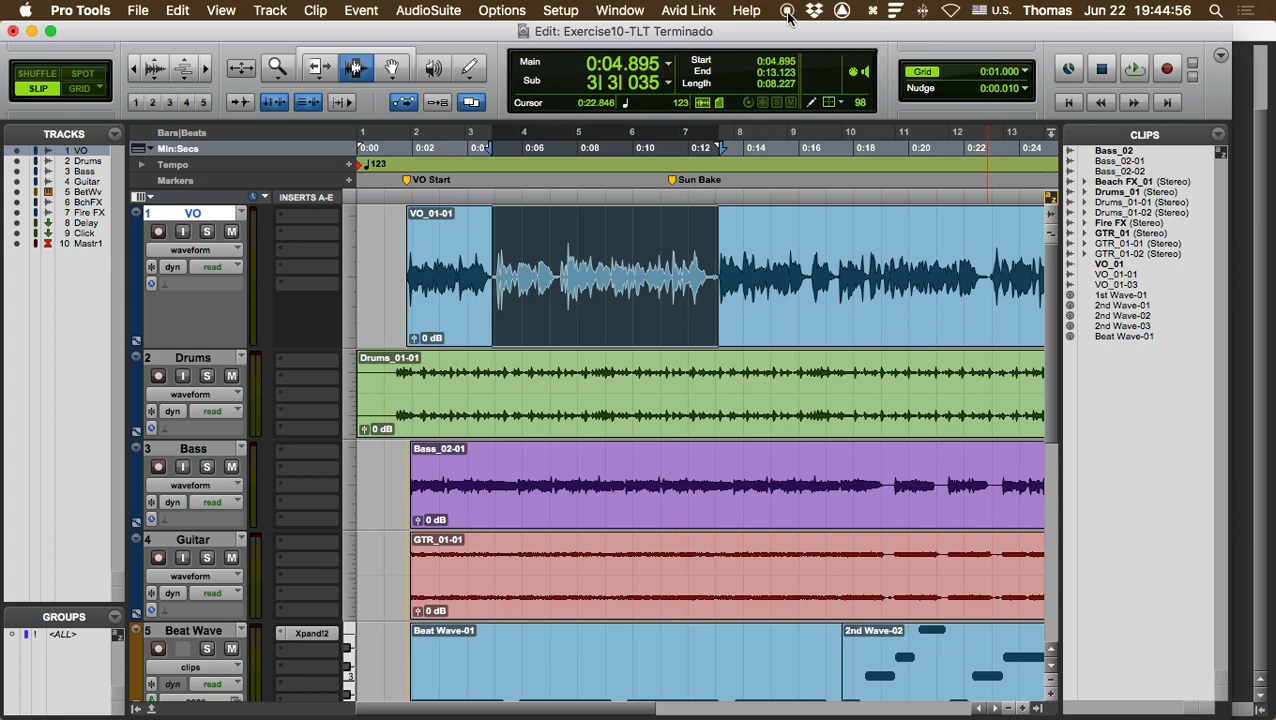 Pro Tools File Edit View Track Clip Event AudioSuite Options Setup Window Avid Link Help U.S. Thomas Jun 22 19:44:56
Edit: Exercise10-TLT Terminado
SHUFFLE SPOT
SLIP GRID
1 2 3 4 5
Main 0:04.895
Sub 3| 3| 035
Start 0:04.895
End 0:13.123
Length 0:08.227
Cursor 0:22.846 123 98
Grid 0:01.000
Nudge 0:00.010
TRACKS
1 VO
2 Drums
3 Bass
4 Guitar
5 BetWv
6 BchFX
7 Fire FX
8 Delay
9 Click
10 Mastr1
GROUPS
! <ALL>
Bars|Beats 1 2 3 4 5 6 7 8 9 10 11 12 13
Min:Secs 0:00 0:02 0:04 0:06 0:08 0:10 0:12 0:14 0:16 0:18 0:20 0:22 0:24
Tempo 123
Markers VO Start Sun Bake
INSERTS A-E
1 VO
I S M
waveform
dyn read
VO_01-01
0 dB
2 Drums
I S M
waveform
dyn read
Drums_01-01
0 dB
3 Bass
I S M
waveform
dyn read
Bass_02-01
0 dB
4 Guitar
I S M
waveform
dyn read
GTR_01-01
0 dB
5 Beat Wave
Xpand!2
S M
clips
dyn read
3
Beat Wave-01
2nd Wave-02
CLIPS
Bass_02
Bass_02-01
Bass_02-02
Beach FX_01 (Stereo)
Drums_01 (Stereo)
Drums_01-01 (Stereo)
Drums_01-02 (Stereo)
Fire FX (Stereo)
GTR_01 (Stereo)
GTR_01-01 (Stereo)
GTR_01-02 (Stereo)
VO_01
VO_01-01
VO_01-03
1st Wave-01
2nd Wave-01
2nd Wave-02
2nd Wave-03
Beat Wave-01